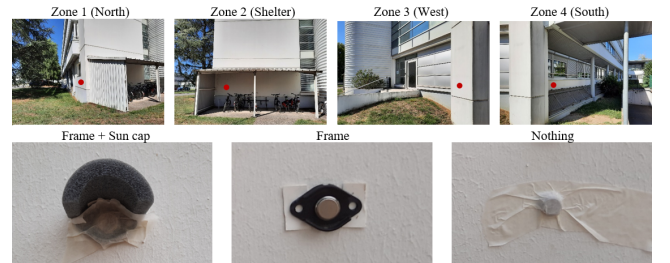 Zone 1 (North)
Zone 2 (Shelter)
Zone 3 (West)
Zone 4 (South)
Frame + Sun cap
Frame
Nothing